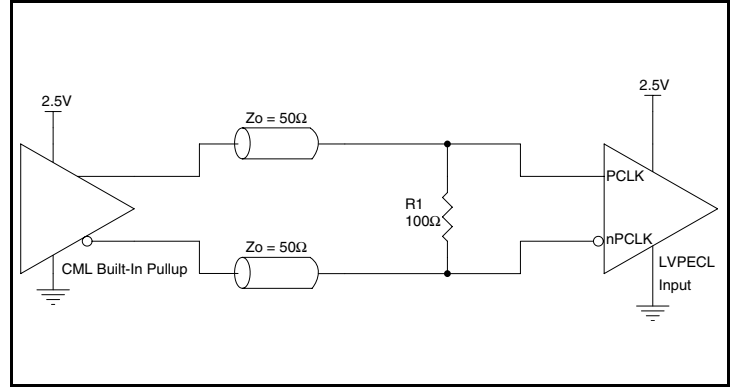 2.5V
2.5V
Zo = 50Ω
PCLK
R1
100Ω
Zo = 50Ω
nPCLK
CML Built-In Pullup
LVPECL
Input